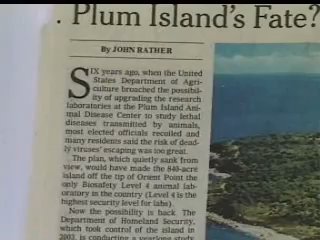 . Plum Island's Fate?
By JOHN RATHER
SIX years ago, when the United
States Department of Agri-
culture broached the possibil-
ity of upgrading the research
laboratories at the Plum Island Ani-
mal Disease Center to study lethal
diseases transmitted by animals,
most elected officials recoiled and
many residents said the risk of dead-
ly viruses' escaping was too great.
The plan, which quietly sank from
view, would have made the 840-acre
island off the tip of Orient Point the
only Biosafety Level 4 animal lab-
oratory in the country (Level 4 is the
highest security level for labs).
Now the possibility is back. The
Department of Homeland Security,
which took control of the island in
2003, is conducting a yearlong study